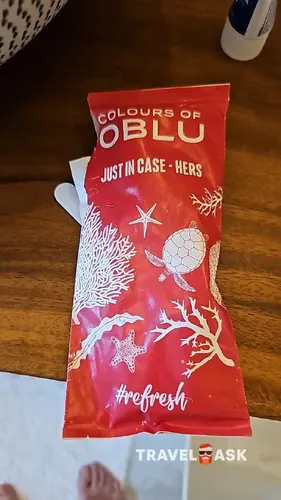 COLOURS OF
OBLU
JUST IN CASE - HERS
#refresh
TRAVEL ASK